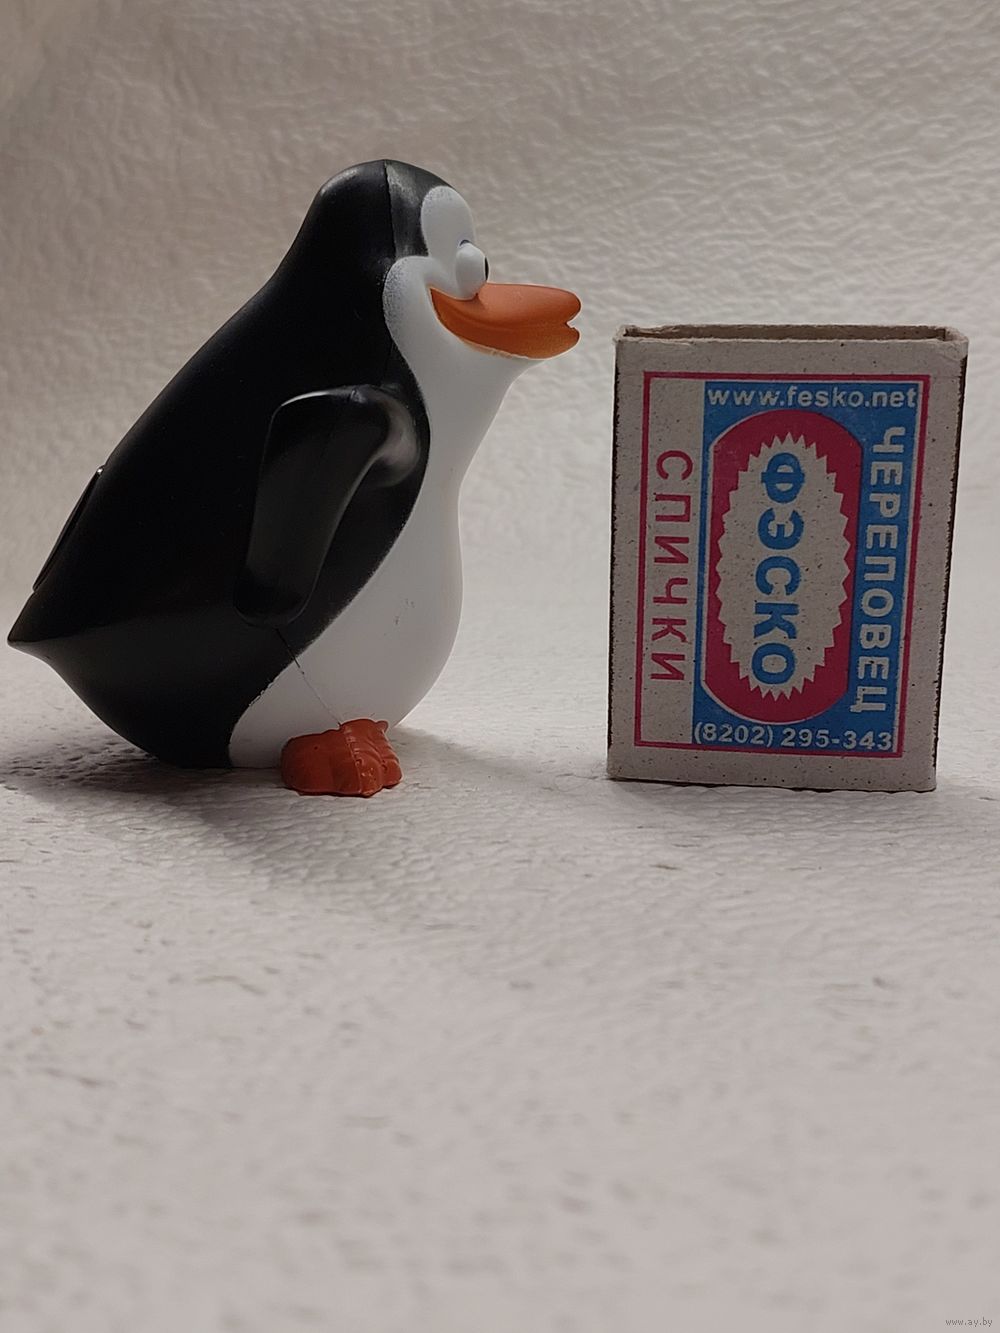 www.fesko.net
ЧЕРЕПОВЕЦ
ФЭСКО
СПИЧКИ
(8202) 295-343
www.ay.by